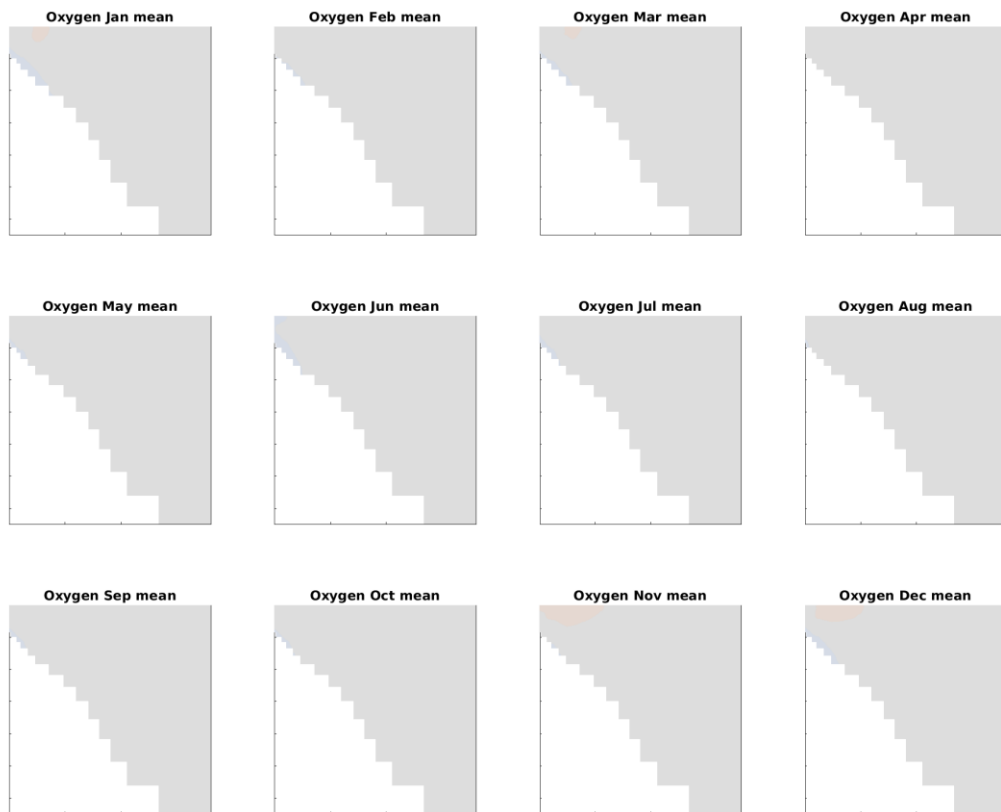 Oxygen Jan mean
Oxygen Feb mean
Oxygen Mar mean
Oxygen Apr mean
Oxygen May mean
Oxygen Jun mean
Oxygen Jul mean
Oxygen Aug mean
Oxygen Sep mean
Oxygen Oct mean
Oxygen Nov mean
Oxygen Dec mean